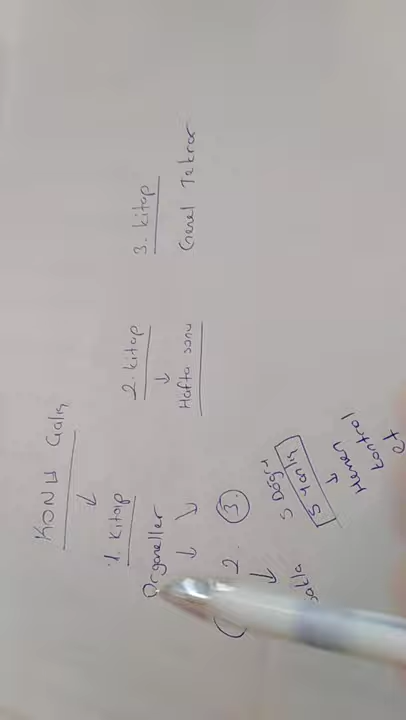 KONU Çalış
↓
1. kitap
Organeller
↓ ↘
2. 3.
↓
5 Doğru
5 Yanlış
↓
Hemen
kontrol
et
2. kitap
↓
Hafta sonu
3. kitap
Genel Tekrar